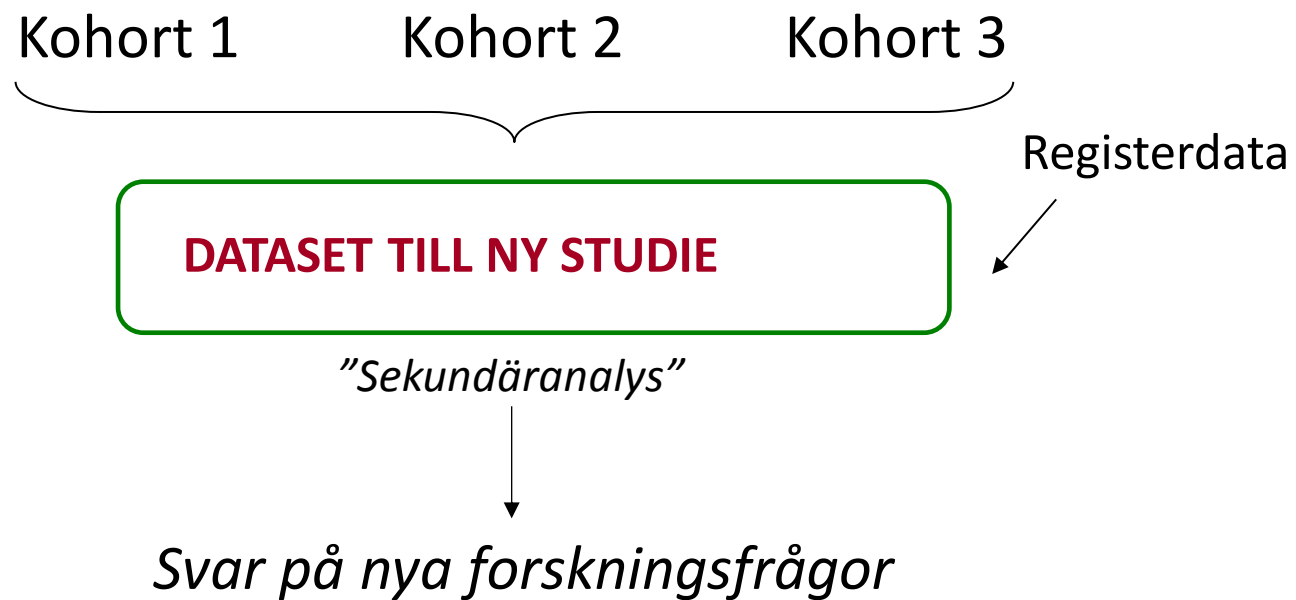 Kohort 1 Kohort 2 Kohort 3
Registerdata
DATASET TILL NY STUDIE
”Sekundäranalys”
Svar på nya forskningsfrågor